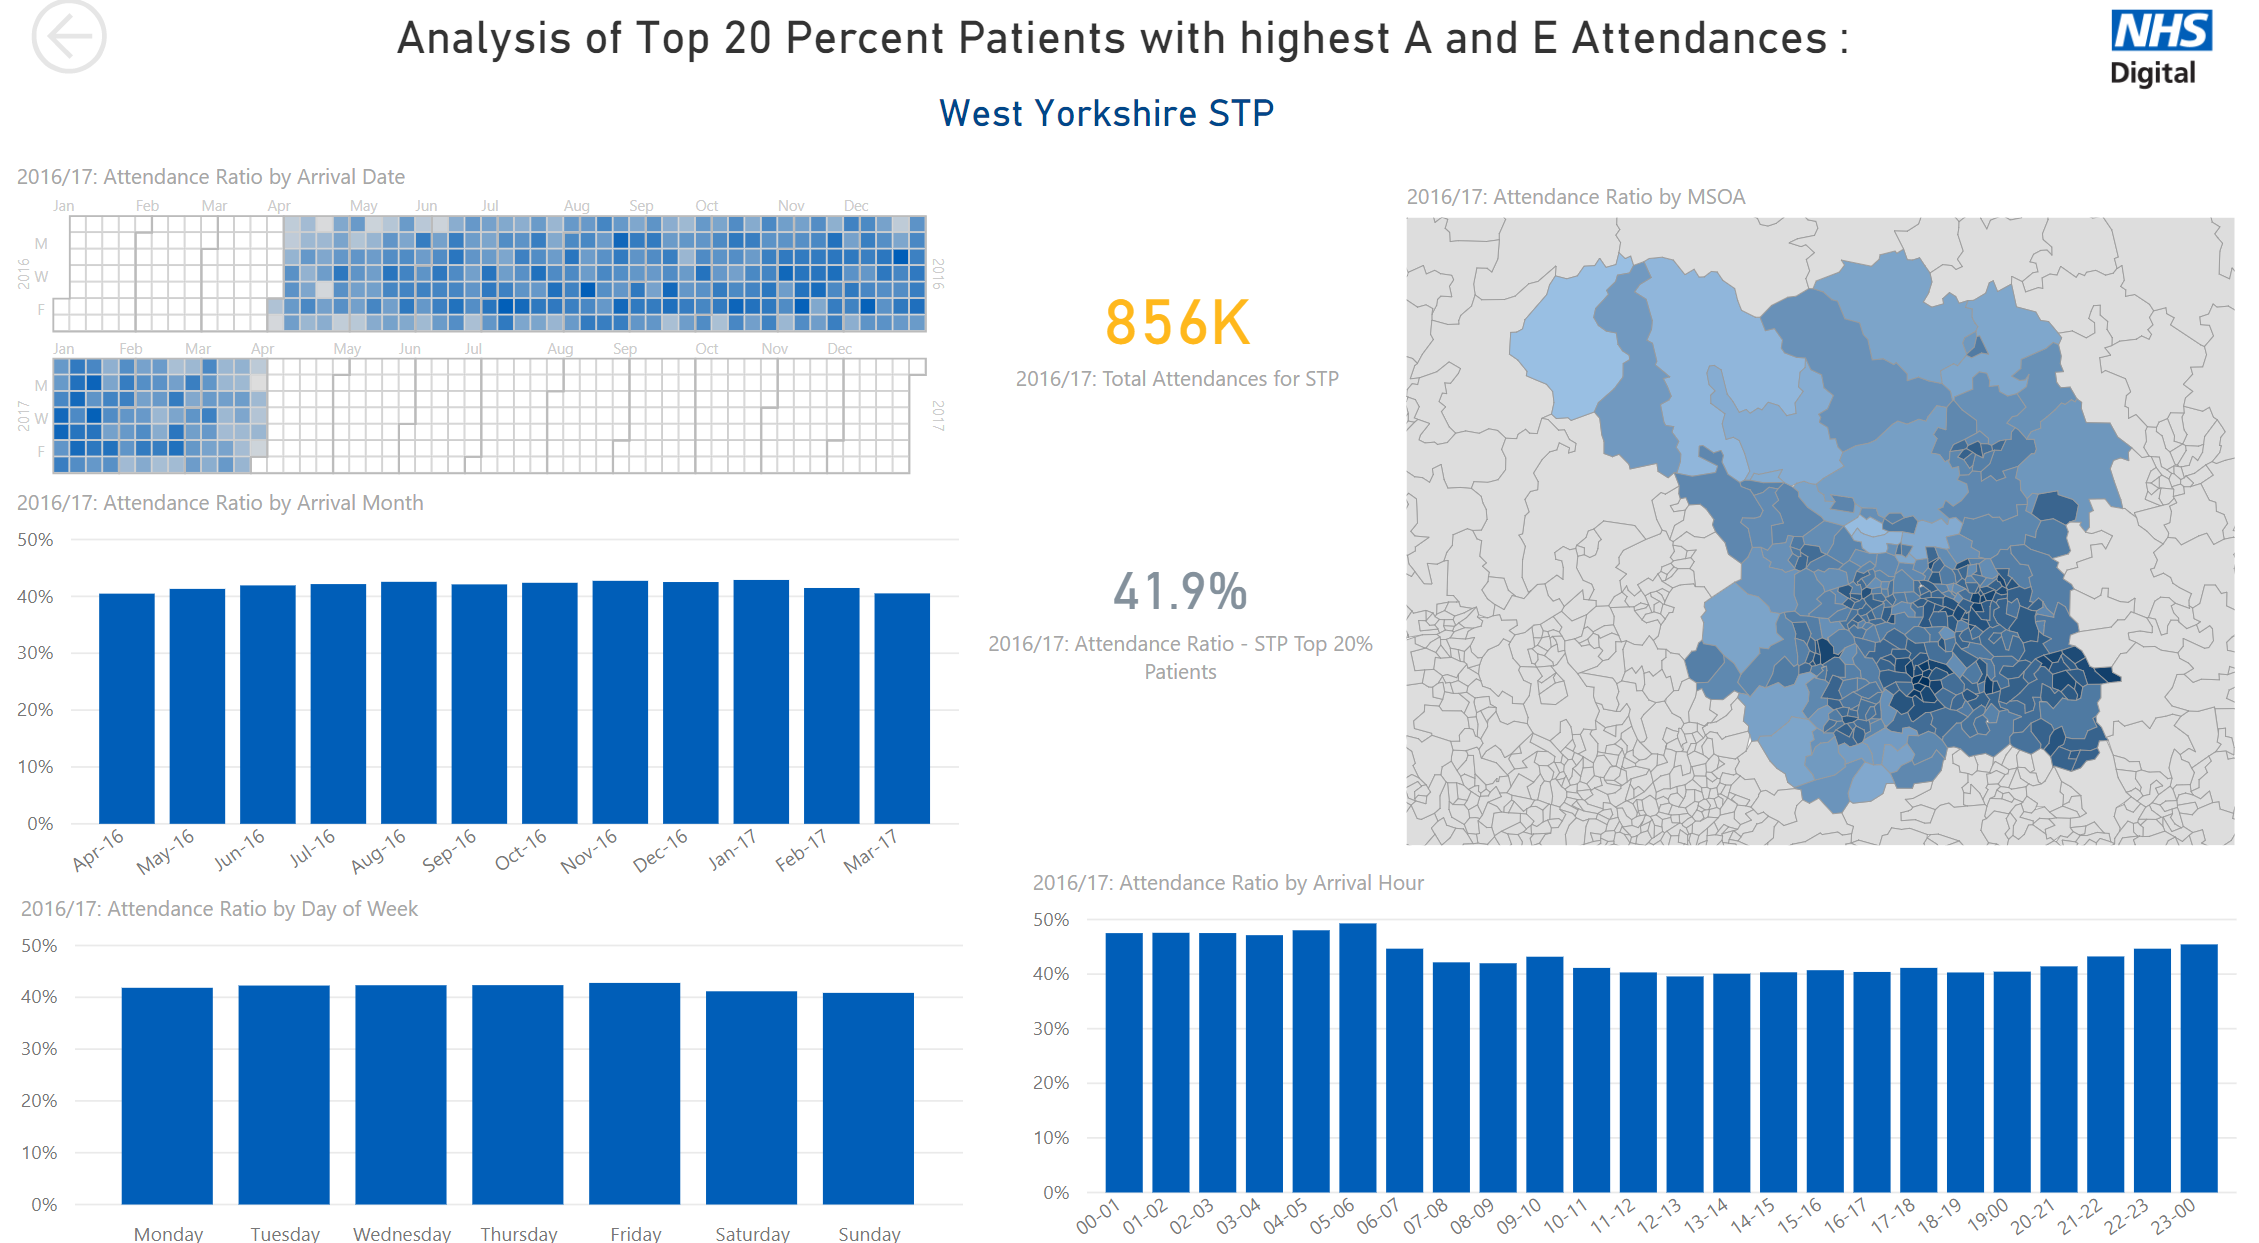 Analysis of Top 20 Percent Patients with highest A and E Attendances :
NHS
Digital
West Yorkshire STP
2016/17: Attendance Ratio by Arrival Date
Jan Feb Mar Apr May Jun Jul Aug Sep Oct Nov Dec
2016
M
W
F
2016
Jan Feb Mar Apr May Jun Jul Aug Sep Oct Nov Dec
2017
M
W
F
2017
856K
2016/17: Total Attendances for STP
41.9%
2016/17: Attendance Ratio - STP Top 20%
Patients
2016/17: Attendance Ratio by MSOA
2016/17: Attendance Ratio by Arrival Month
50%
40%
30%
20%
10%
0%
Apr-16 May-16 Jun-16 Jul-16 Aug-16 Sep-16 Oct-16 Nov-16 Dec-16 Jan-17 Feb-17 Mar-17
2016/17: Attendance Ratio by Day of Week
50%
40%
30%
20%
10%
0%
Monday Tuesday Wednesday Thursday Friday Saturday Sunday
2016/17: Attendance Ratio by Arrival Hour
50%
40%
30%
20%
10%
0%
00-01 01-02 02-03 03-04 04-05 05-06 06-07 07-08 08-09 09-10 10-11 11-12 12-13 13-14 14-15 15-16 16-17 17-18 18-19 19:00 20-21 21-22 22-23 23-00